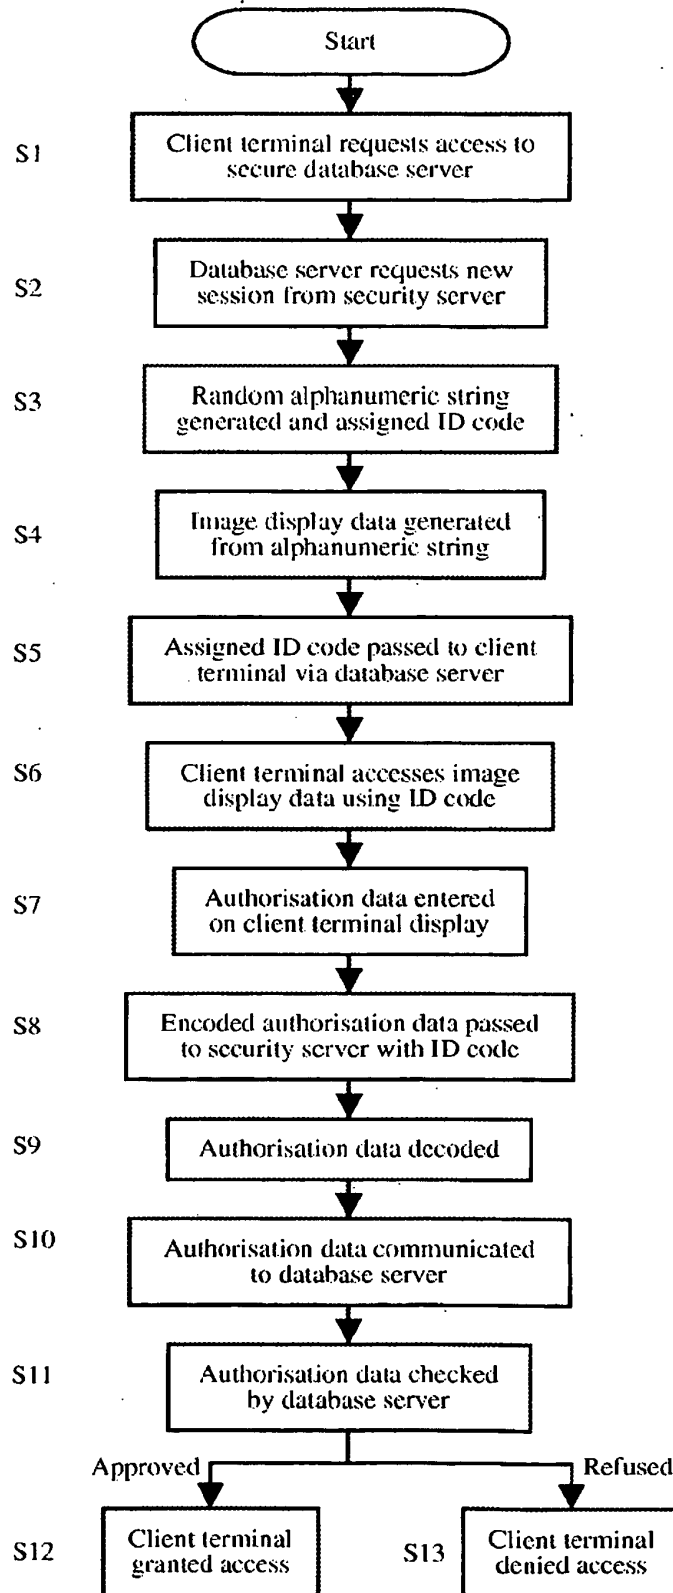 Start
S1
Client terminal requests access to
secure database server
S2
Database server requests new
session from security server
S3
Random alphanumeric string
generated and assigned ID code
S4
Image display data generated
from alphanumeric string
S5
Assigned ID code passed to client
terminal via database server
S6
Client terminal accesses image
display data using ID code
S7
Authorisation data entered
on client terminal display
S8
Encoded authorisation data passed
to security server with ID code
S9
Authorisation data decoded
S10
Authorisation data communicated
to database server
S11
Authorisation data checked
by database server
Approved
Refused
S12
Client terminal
granted access
S13
Client terminal
denied access